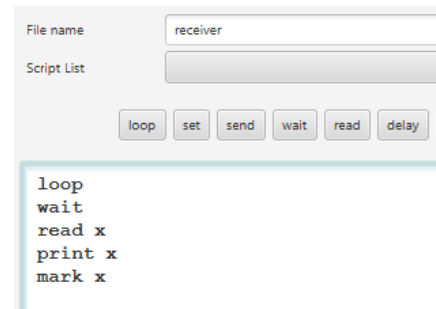 File name receiver
Script List
loop set send wait read delay
loop
wait
read x
print x
mark x